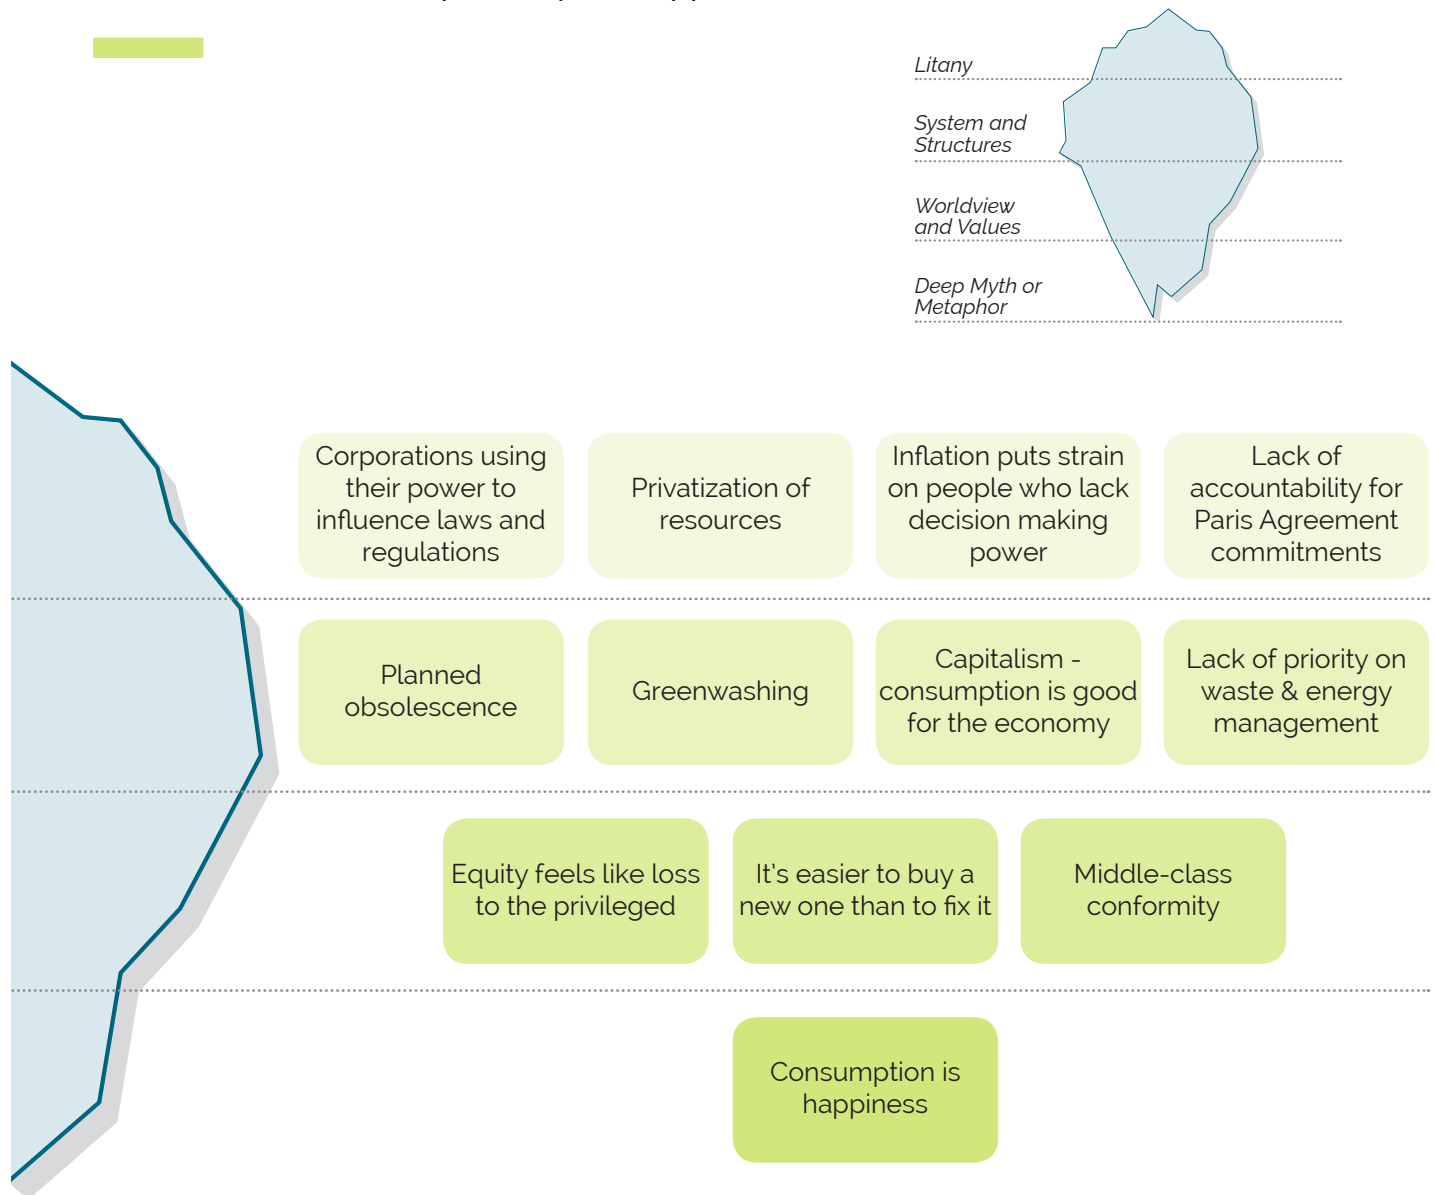 Litany
System and
Structures
Worldview
and Values
Deep Myth or
Metaphor
Corporations using
their power to
influence laws and
regulations
Privatization of
resources
Inflation puts strain
on people who lack
decision making
power
Lack of
accountability for
Paris Agreement
commitments
Planned
obsolescence
Greenwashing
Capitalism -
consumption is good
for the economy
Lack of priority on
waste & energy
management
Equity feels like loss
to the privileged
It's easier to buy a
new one than to fix it
Middle-class
conformity
Consumption is
happiness